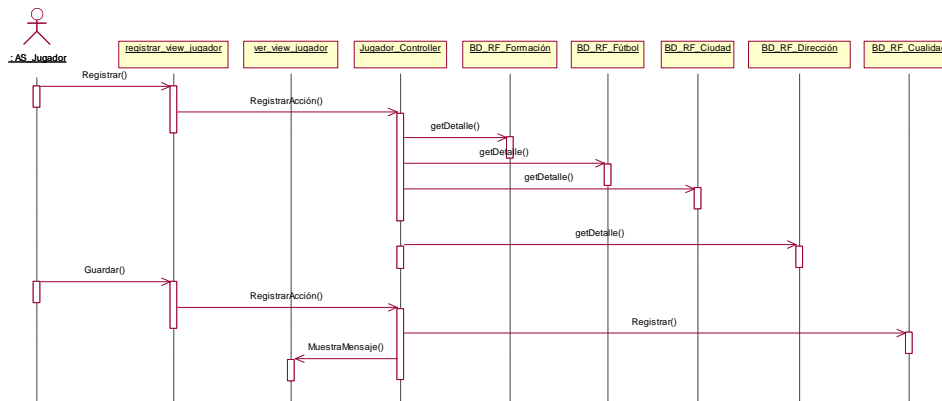 : AS_Jugador
registrar_view_jugador
ver_view_jugador
Jugador_Controller
BD_RF_Formación
BD_RF_Fútbol
BD_RF_Ciudad
BD_RF_Dirección
BD_RF_Cualidad
Registrar()
RegistrarAcción()
getDetalle()
getDetalle()
getDetalle()
getDetalle()
Guardar()
RegistrarAcción()
Registrar()
MuestraMensaje()